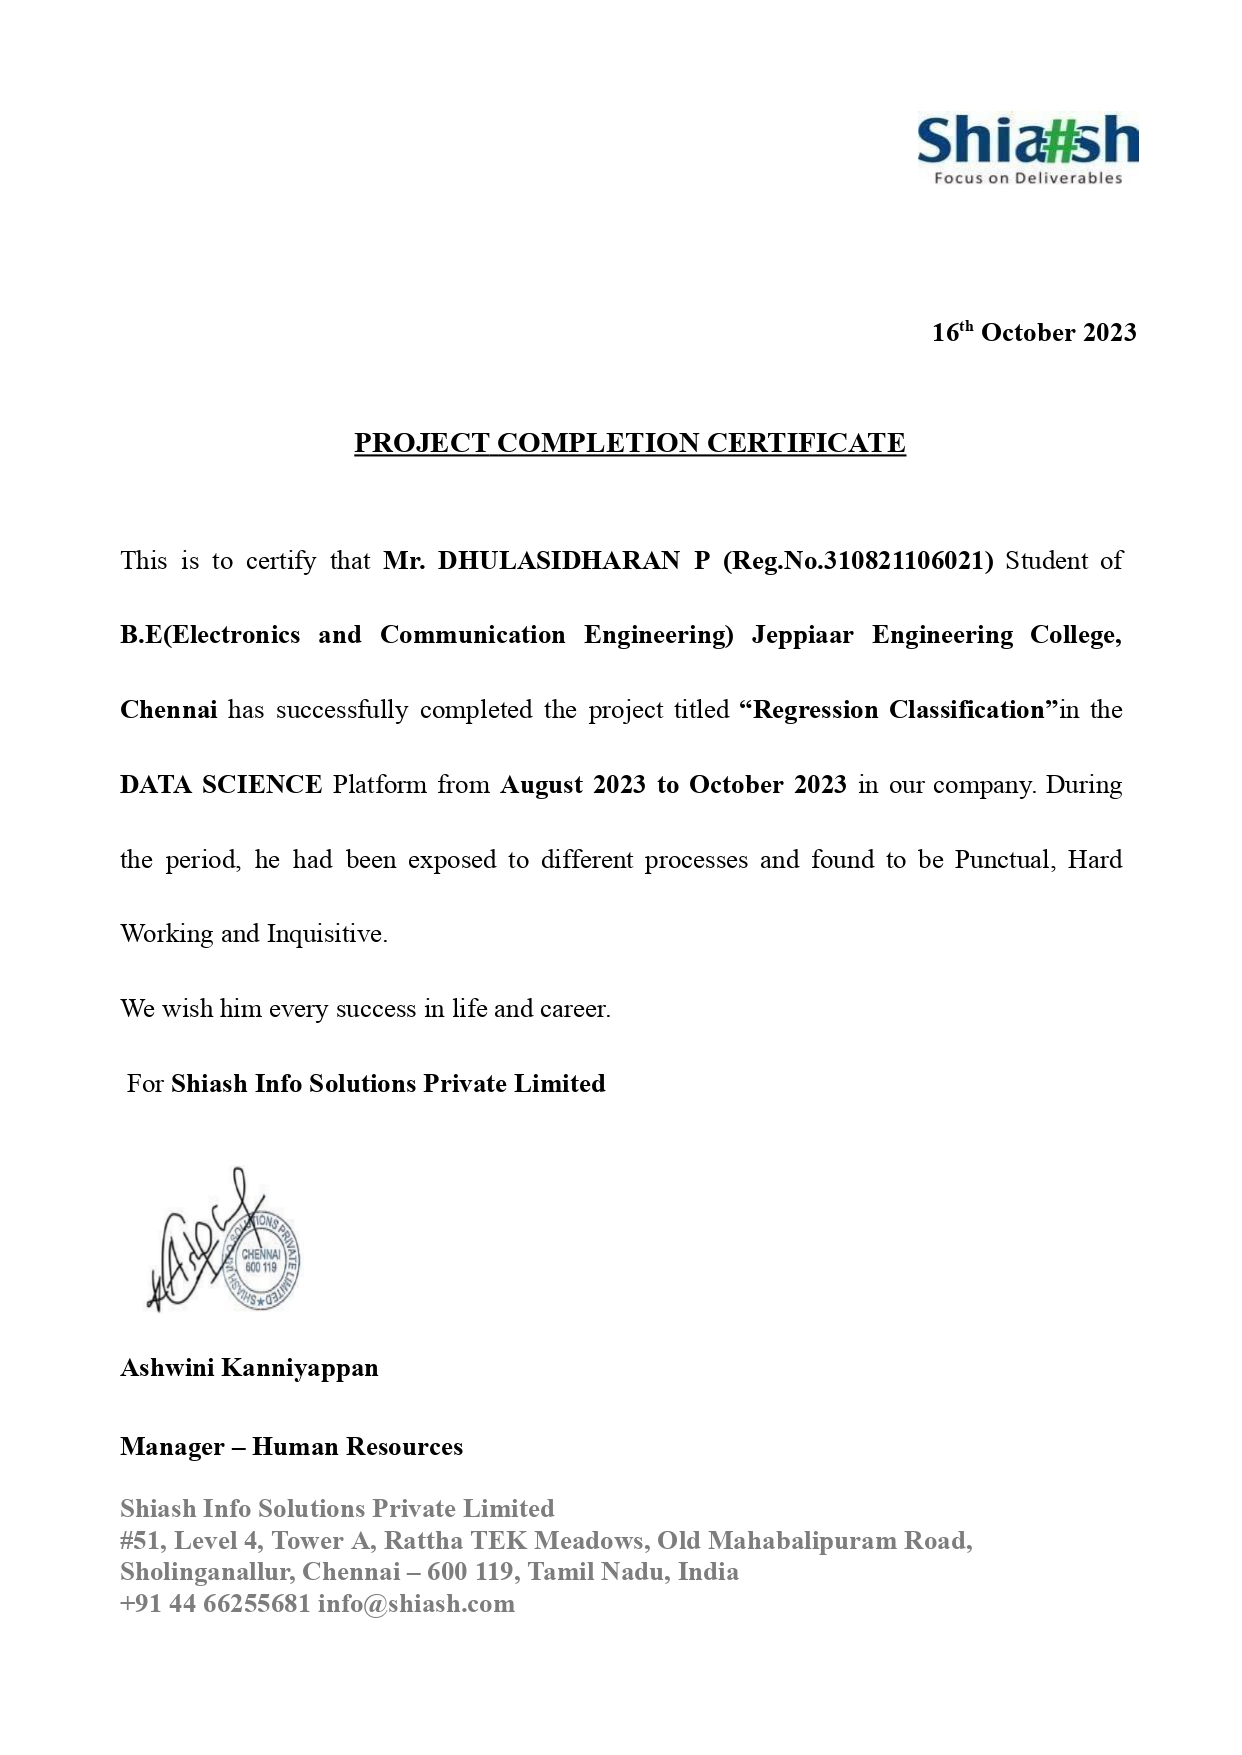 Shia#sh
Focus on Deliverables
16th October 2023
PROJECT COMPLETION CERTIFICATE
This is to certify that Mr. DHULASIDHARAN P (Reg.No.310821106021) Student of
B.E(Electronics and Communication Engineering) Jeppiaar Engineering College,
Chennai has successfully completed the project titled “Regression Classification”in the
DATA SCIENCE Platform from August 2023 to October 2023 in our company. During
the period, he had been exposed to different processes and found to be Punctual, Hard
Working and Inquisitive.
We wish him every success in life and career.
For Shiash Info Solutions Private Limited
SHIASH INFO SOLUTIONS PRIVATE LIMITED
CHENNAI
600 119
Ashwini Kanniyappan
Manager – Human Resources
Shiash Info Solutions Private Limited
#51, Level 4, Tower A, Rattha TEK Meadows, Old Mahabalipuram Road,
Sholinganallur, Chennai – 600 119, Tamil Nadu, India
+91 44 66255681 info@shiash.com